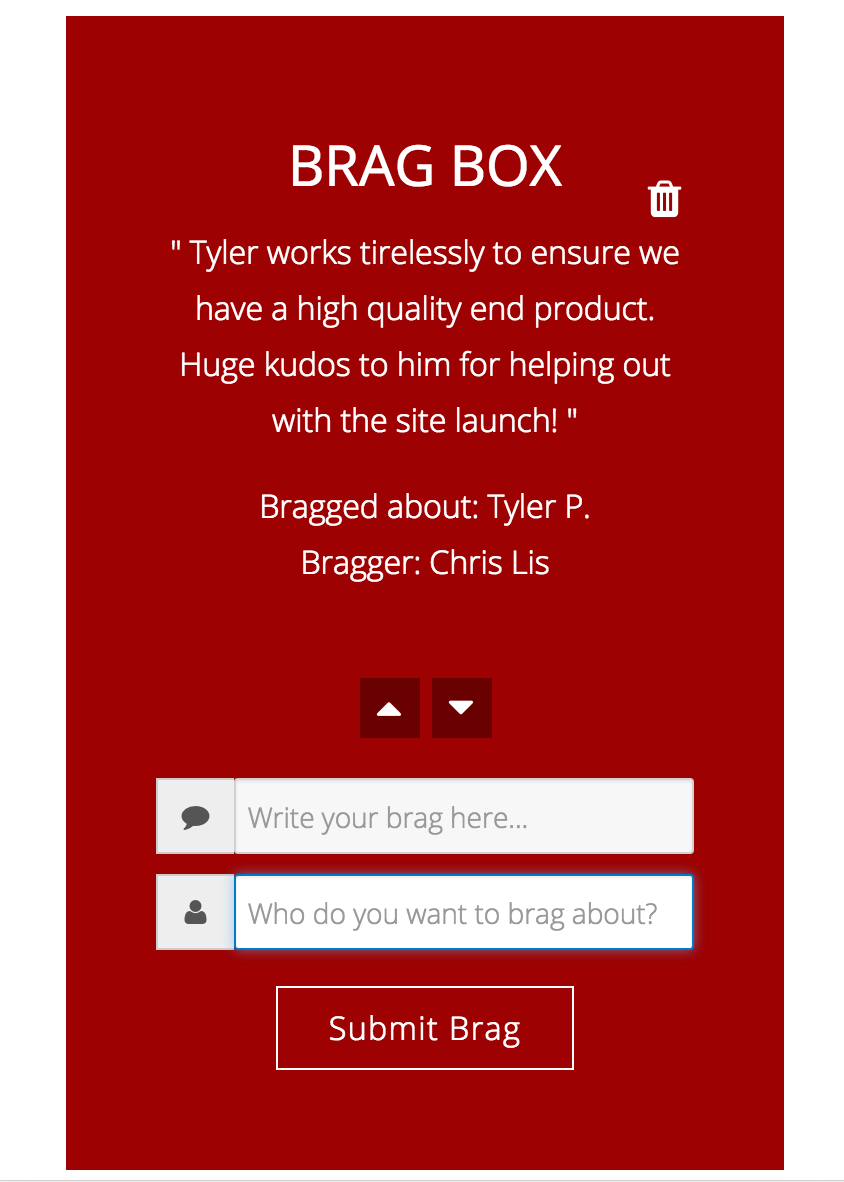 BRAG BOX
" Tyler works tirelessly to ensure we
have a high quality end product.
Huge kudos to him for helping out
with the site launch! "
Bragged about: Tyler P.
Bragger: Chris Lis
Write your brag here...
Who do you want to brag about?
Submit Brag